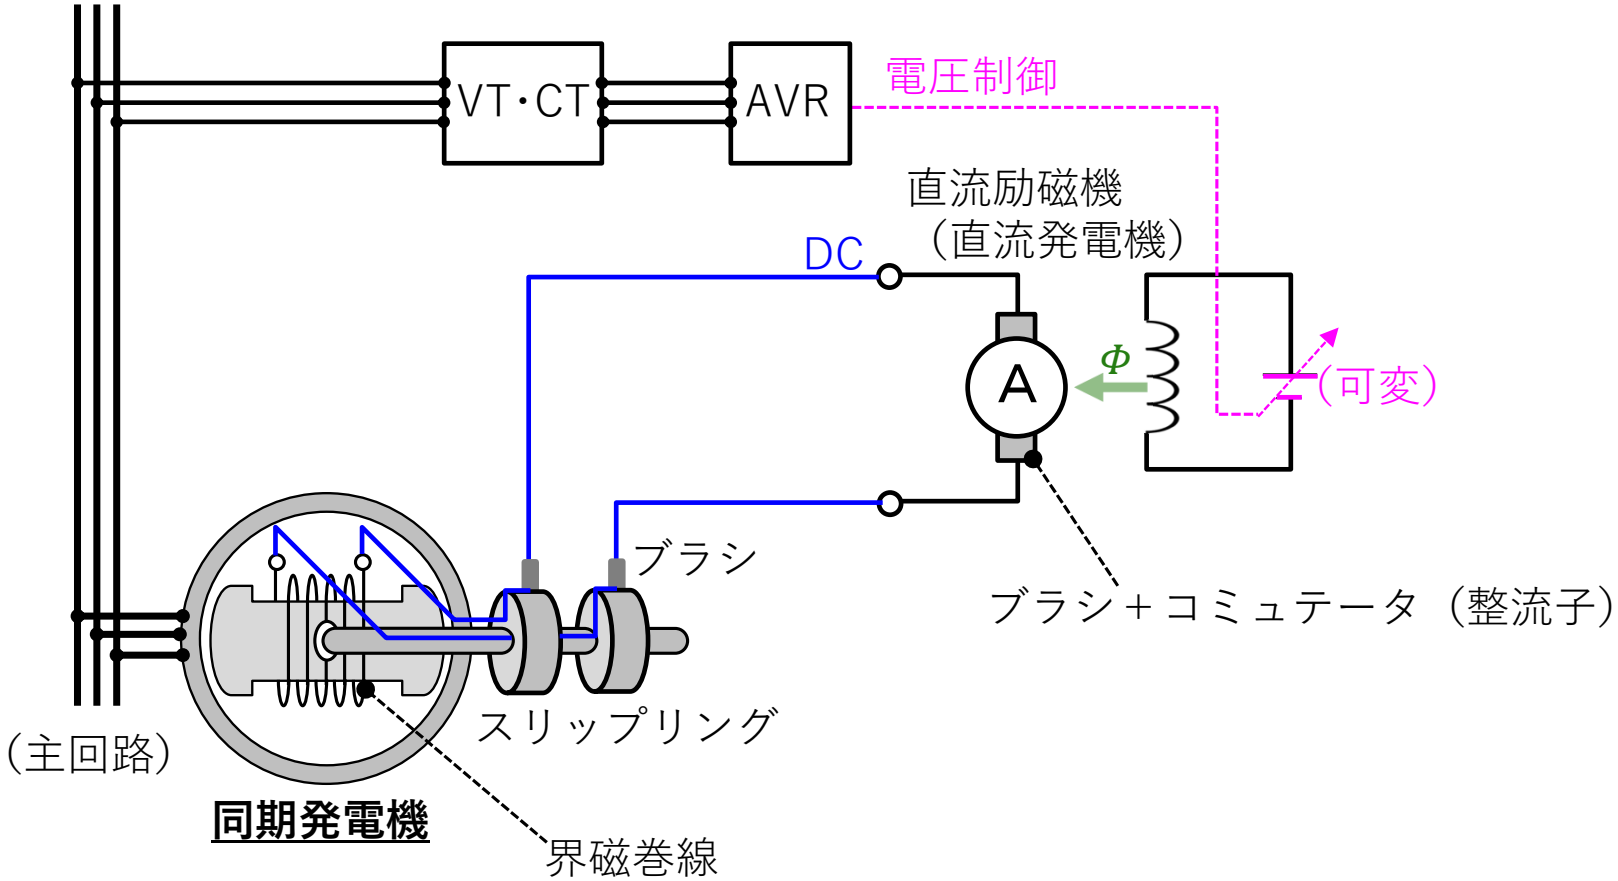 VT・CT
AVR
電圧制御
直流励磁機
（直流発電機）
DC
Φ
A
（可変）
ブラシ
ブラシ＋コミュテータ（整流子）
スリップリング
（主回路）
同期発電機
界磁巻線